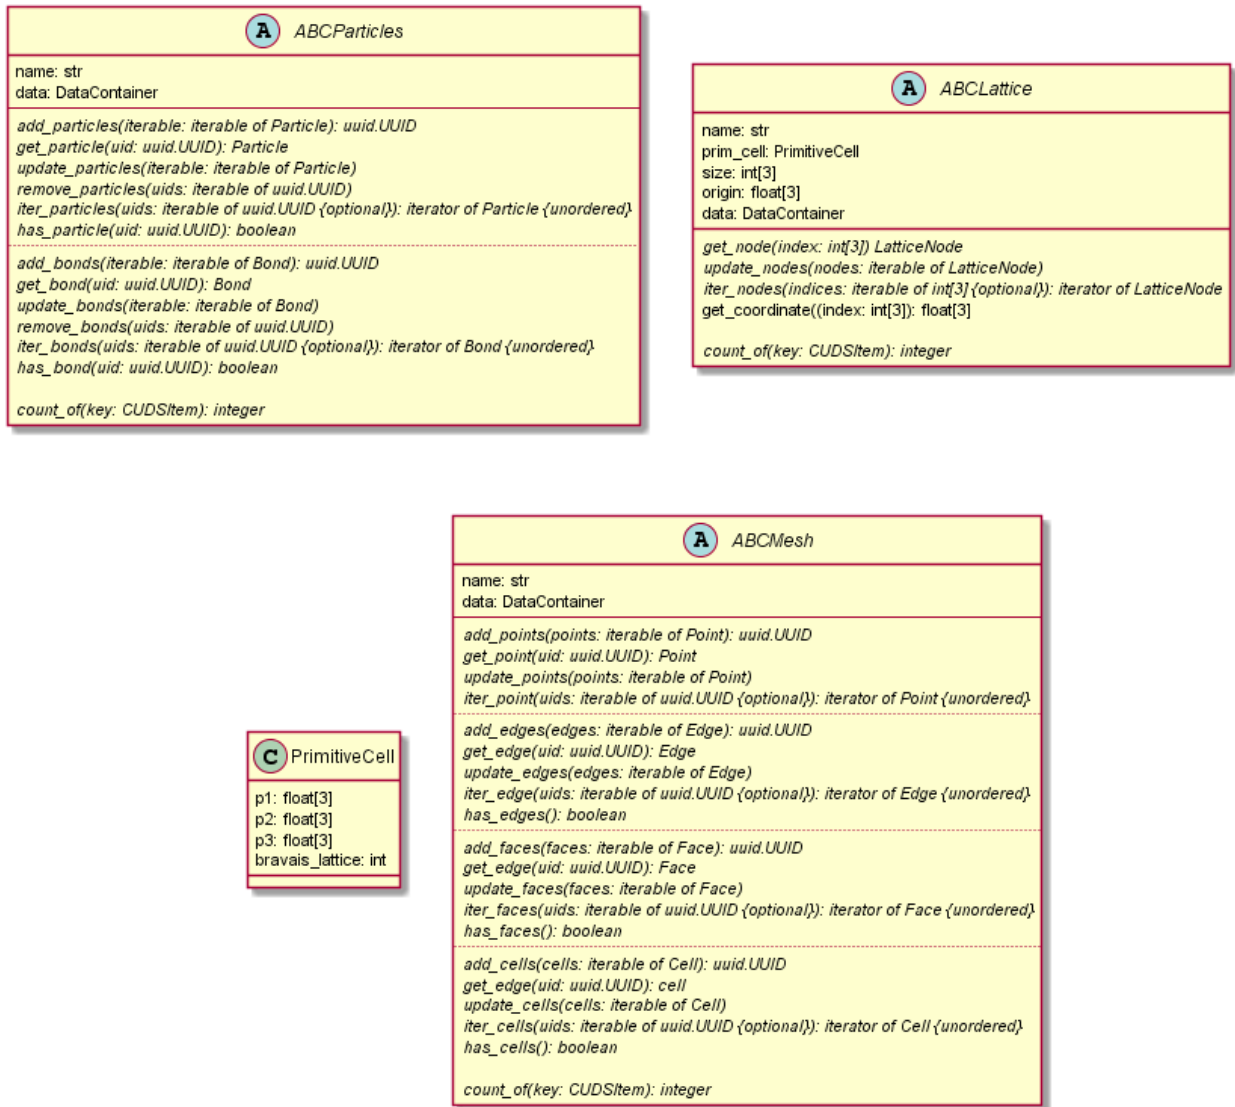 A ABCParticles
name: str
data: DataContainer
add_particles(iterable: iterable of Particle): uuid.UUID
get_particle(uid: uuid.UUID): Particle
update_particles(iterable: iterable of Particle)
remove_particles(uids: iterable of uuid.UUID)
iter_particles(uids: iterable of uuid.UUID {optional}): iterator of Particle {unordered}
has_particle(uid: uuid.UUID): boolean
add_bonds(iterable: iterable of Bond): uuid.UUID
get_bond(uid: uuid.UUID): Bond
update_bonds(iterable: iterable of Bond)
remove_bonds(uids: iterable of uuid.UUID)
iter_bonds(uids: iterable of uuid.UUID {optional}): iterator of Bond {unordered}
has_bond(uid: uuid.UUID): boolean
count_of(key: CUDSItem): integer
A ABCLattice
name: str
prim_cell: PrimitiveCell
size: int[3]
origin: float[3]
data: DataContainer
get_node(index: int[3]) LatticeNode
update_nodes(nodes: iterable of LatticeNode)
iter_nodes(indices: iterable of int[3] {optional}): iterator of LatticeNode
get_coordinate((index: int[3]): float[3]
count_of(key: CUDSItem): integer
C PrimitiveCell
p1: float[3]
p2: float[3]
p3: float[3]
bravais_lattice: int
A ABCMesh
name: str
data: DataContainer
add_points(points: iterable of Point): uuid.UUID
get_point(uid: uuid.UUID): Point
update_points(points: iterable of Point)
iter_point(uids: iterable of uuid.UUID {optional}): iterator of Point {unordered}
add_edges(edges: iterable of Edge): uuid.UUID
get_edge(uid: uuid.UUID): Edge
update_edges(edges: iterable of Edge)
iter_edge(uids: iterable of uuid.UUID {optional}): iterator of Edge {unordered}
has_edges(): boolean
add_faces(faces: iterable of Face): uuid.UUID
get_edge(uid: uuid.UUID): Face
update_faces(faces: iterable of Face)
iter_faces(uids: iterable of uuid.UUID {optional}): iterator of Face {unordered}
has_faces(): boolean
add_cells(cells: iterable of Cell): uuid.UUID
get_edge(uid: uuid.UUID): cell
update_cells(cells: iterable of Cell)
iter_cells(uids: iterable of uuid.UUID {optional}): iterator of Cell {unordered}
has_cells(): boolean
count_of(key: CUDSItem): integer